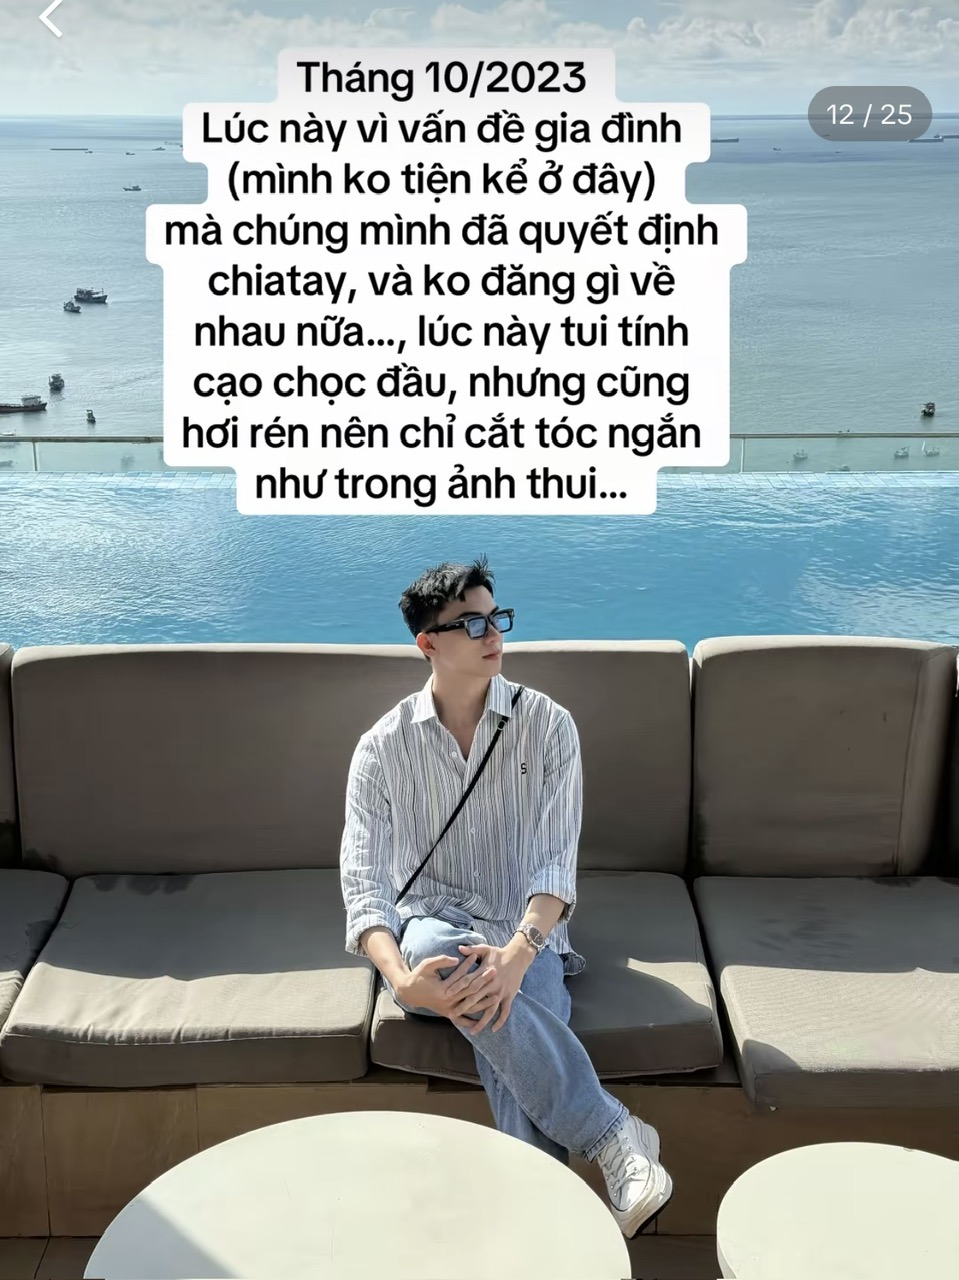 12 / 25
Tháng 10/2023
Lúc này vì vấn đề gia đình
(mình ko tiện kể ở đây)
mà chúng mình đã quyết định
chiatay, và ko đăng gì về
nhau nữa..., lúc này tui tính
cạo chọc đầu, nhưng cũng
hơi rén nên chỉ cắt tóc ngắn
như trong ảnh thui...
S